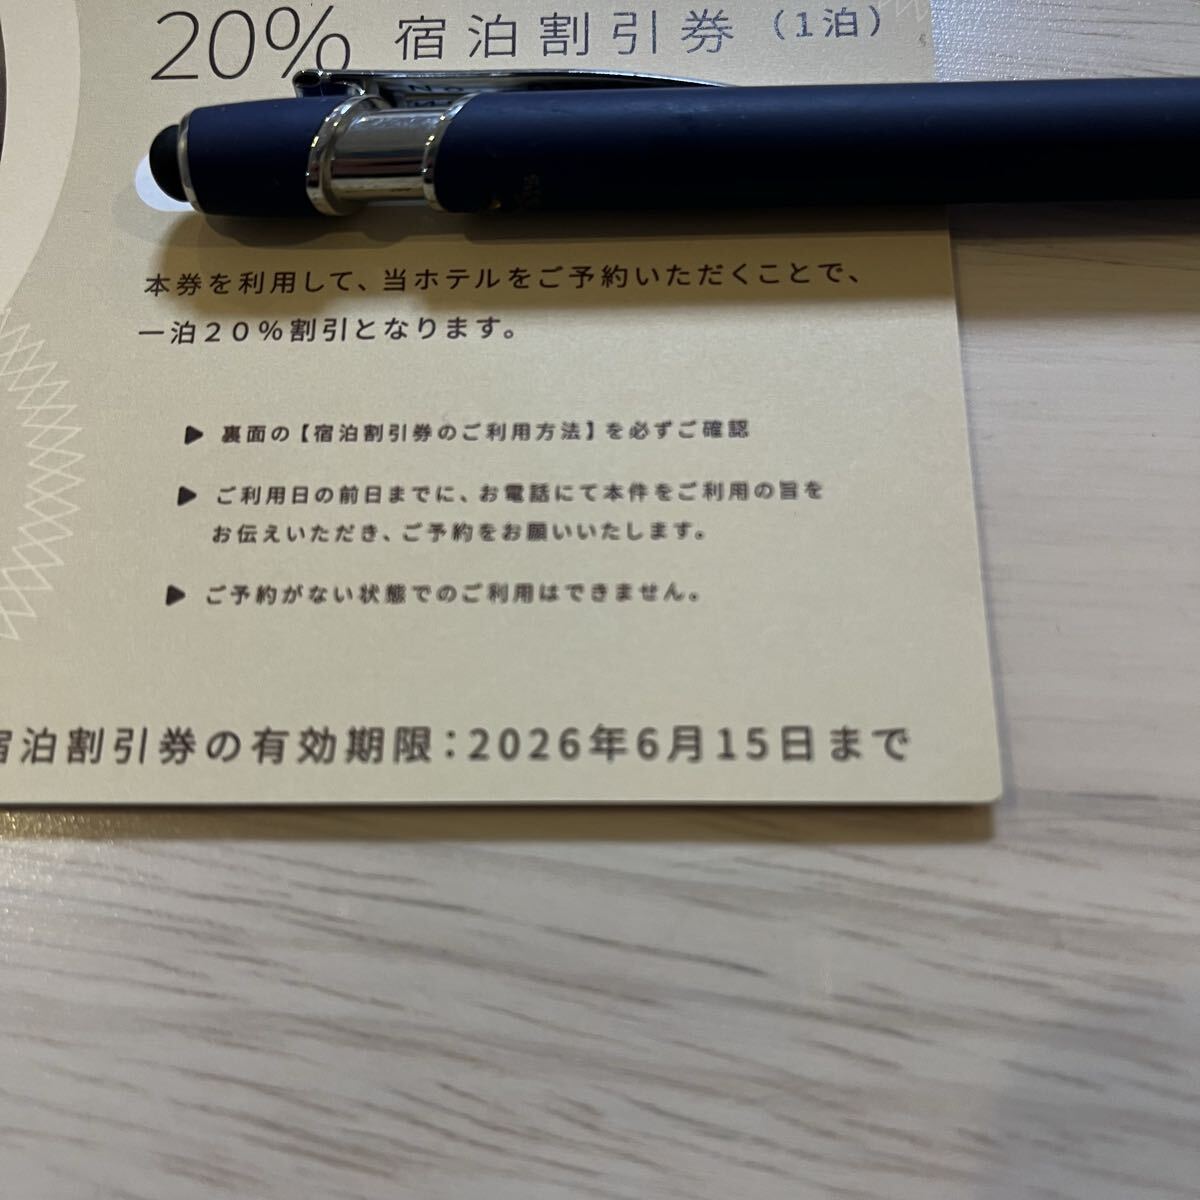 20% 宿泊割引券（1泊）
本券を利用して、当ホテルをご予約いただくことで、
一泊20%割引となります。
▶ 裏面の【宿泊割引券のご利用方法】を必ずご確認
▶ ご利用日の前日までに、お電話にて本件をご利用の旨を
お伝えいただき、ご予約をお願いいたします。
▶ ご予約がない状態でのご利用はできません。
宿泊割引券の有効期限：2026年6月15日まで